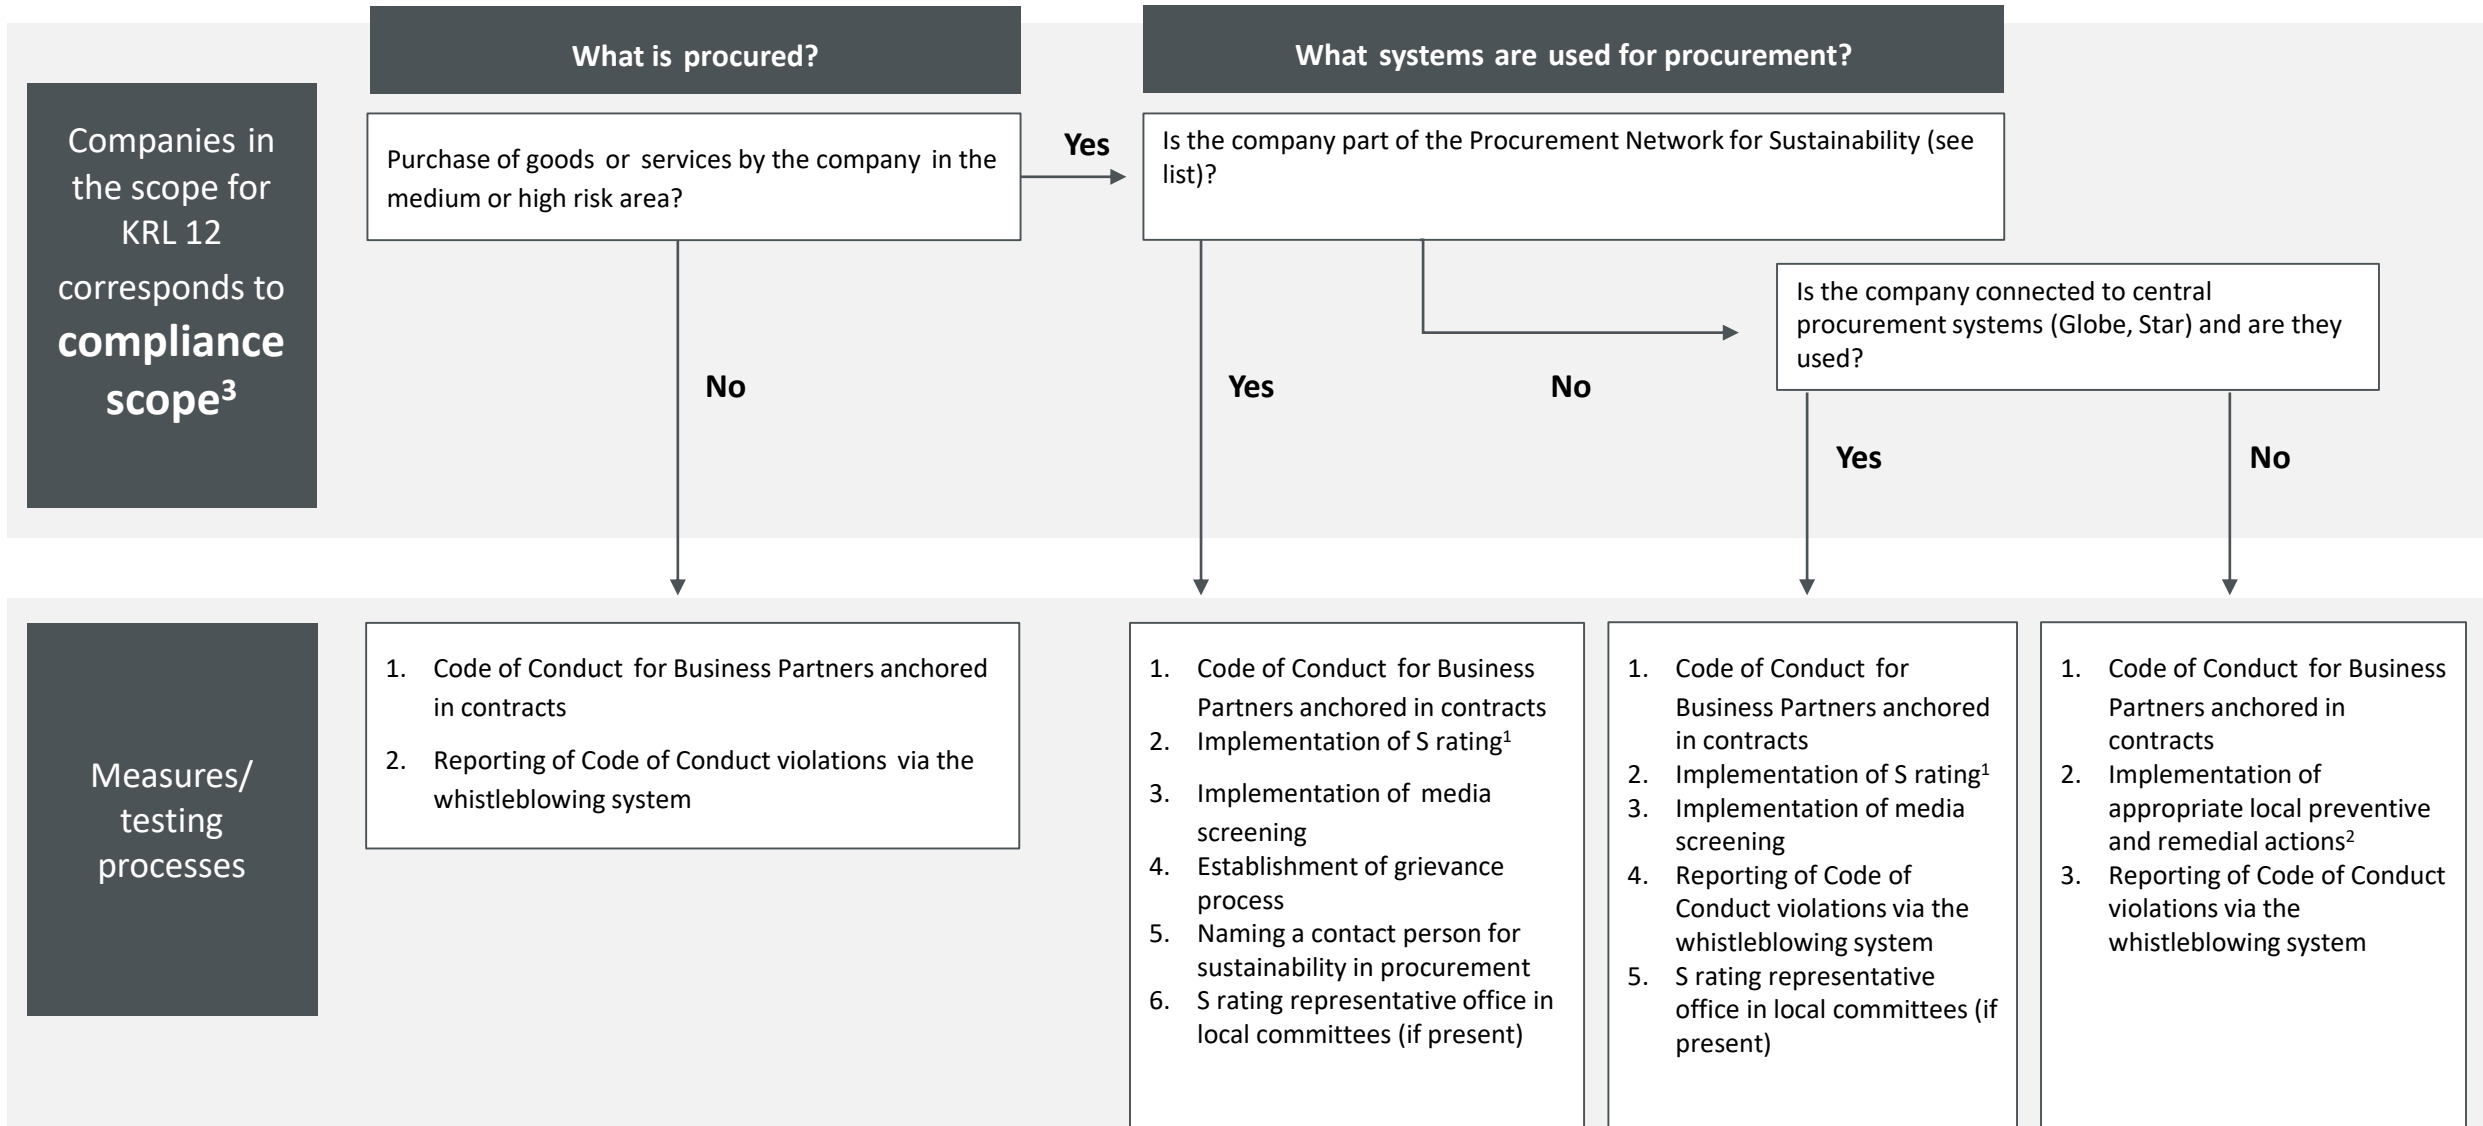 What is procured?
What systems are used for procurement?
Companies in
the scope for
KRL 12
corresponds to
compliance
scope³
Purchase of goods or services by the company in the
medium or high risk area?
Yes
Is the company part of the Procurement Network for Sustainability (see
list)?
Is the company connected to central
procurement systems (Globe, Star) and are they
used?
No
Yes
No
Yes
No
Measures/
testing
processes
1. Code of Conduct for Business Partners anchored
in contracts
2. Reporting of Code of Conduct violations via the
whistleblowing system
1. Code of Conduct for Business
Partners anchored in contracts
2. Implementation of S rating¹
3. Implementation of media
screening
4. Establishment of grievance
process
5. Naming a contact person for
sustainability in procurement
6. S rating representative office in
local committees (if present)
1. Code of Conduct for
Business Partners anchored
in contracts
2. Implementation of S rating¹
3. Implementation of media
screening
4. Reporting of Code of
Conduct violations via the
whistleblowing system
5. S rating representative
office in local committees (if
present)
1. Code of Conduct for Business
Partners anchored in
contracts
2. Implementation of
appropriate local preventive
and remedial actions²
3. Reporting of Code of Conduct
violations via the
whistleblowing system